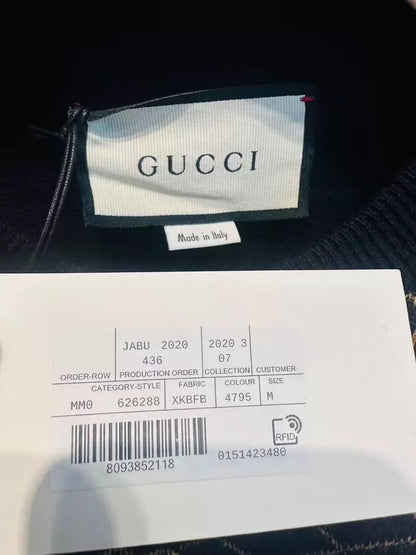 GUCCI
Made in Italy
JABU 2020 2020 3
436 07
ORDER-ROW PRODUCTION ORDER COLLECTION CUSTOMER
CATEGORY-STYLE FABRIC COLOUR SIZE
MM0 626288 XKBFB 4795 M
RFID
8093852118 0151423480